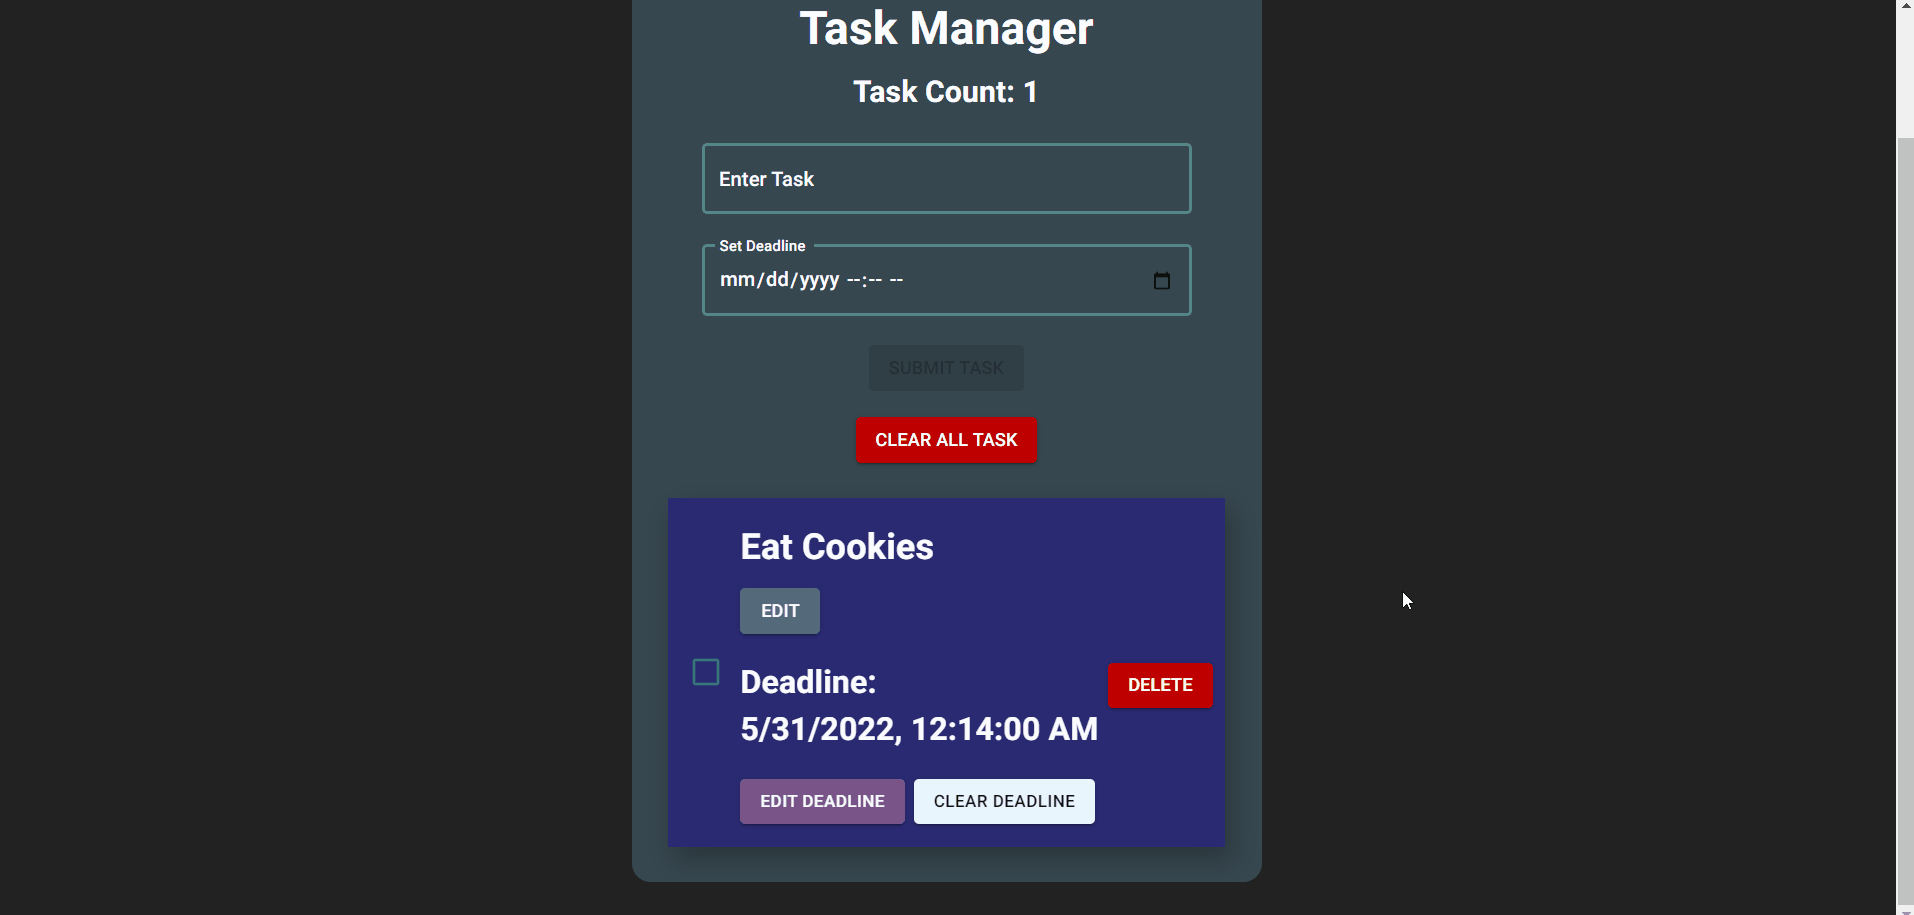 Task Manager
Task Count: 1
Enter Task
Set Deadline
mm/dd/yyyy --:-- --
SUBMIT TASK
CLEAR ALL TASK
Eat Cookies
EDIT
Deadline:
5/31/2022, 12:14:00 AM
DELETE
EDIT DEADLINE
CLEAR DEADLINE